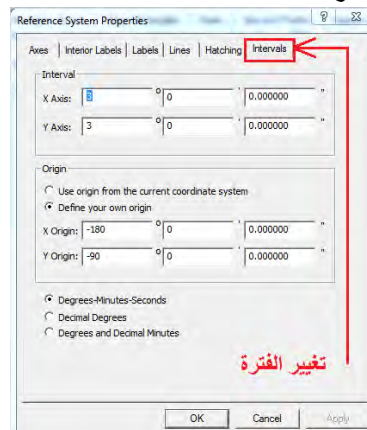 Reference System Properties
Axes Interior Labels Labels Lines Hatching Intervals
Interval
X Axis: 3 ° 0 ' 0.000000 "
Y Axis: 3 ° 0 ' 0.000000 "
Origin
Use origin from the current coordinate system
Define your own origin
X Origin: -180 ° 0 ' 0.000000 "
Y Origin: -90 ° 0 ' 0.000000 "
Degrees-Minutes-Seconds
Decimal Degrees
Degrees and Decimal Minutes
تغيير الفترة
OK Cancel Apply